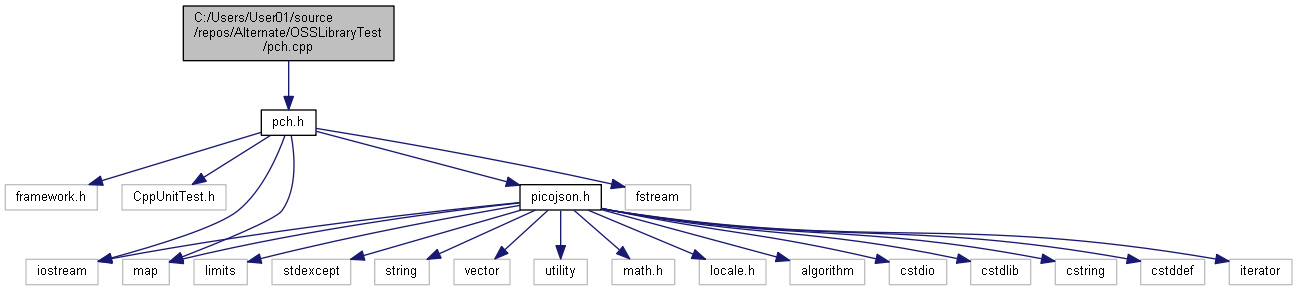 C:/Users/User01/source
/repos/Alternate/OSSLibraryTest
/pch.cpp
pch.h
framework.h
CppUnitTest.h
picojson.h
fstream
iostream
map
limits
stdexcept
string
vector
utility
math.h
locale.h
algorithm
cstdio
cstdlib
cstring
cstddef
iterator